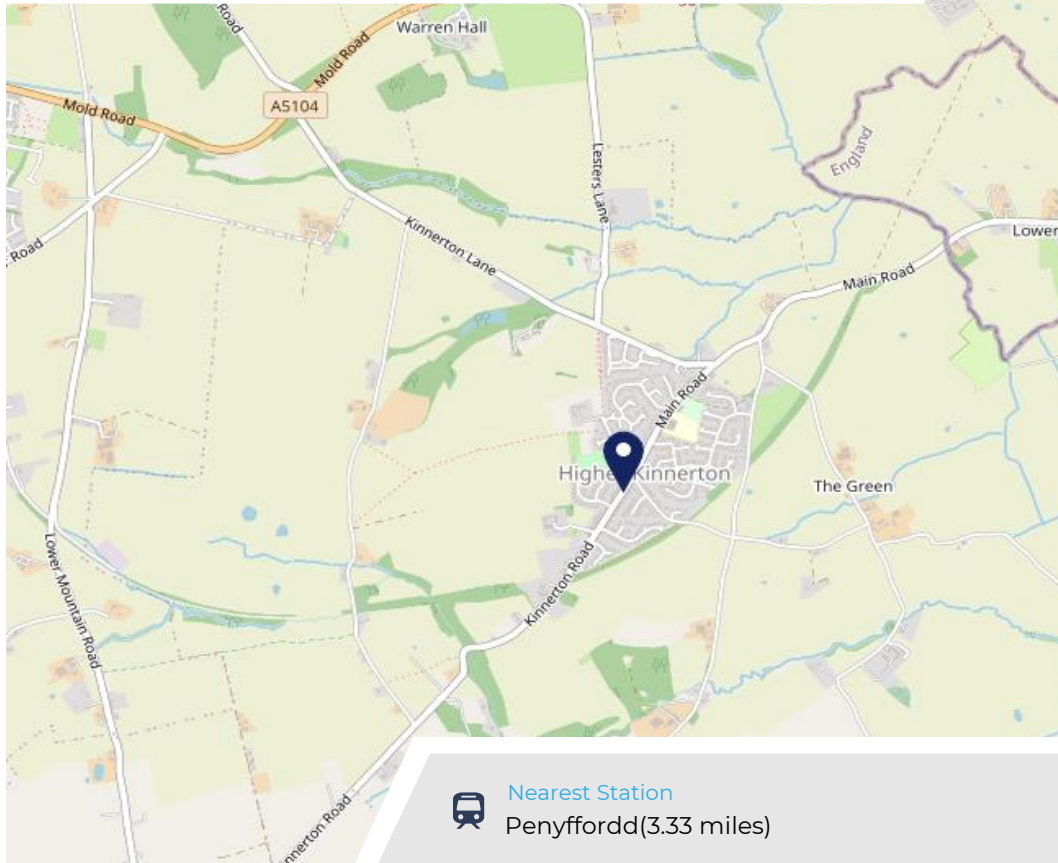 Warren Hall
Mold Road
A5104
Mold Road
Road
England
Lesters Lane
Kinnerton Lane
Lower
Road
Main Road
Main Road
Higher Kinnerton
The Green
Kinnerton Road
Lower Mountain Road
Kinnerton Road
Nearest Station
Penyffordd(3.33 miles)